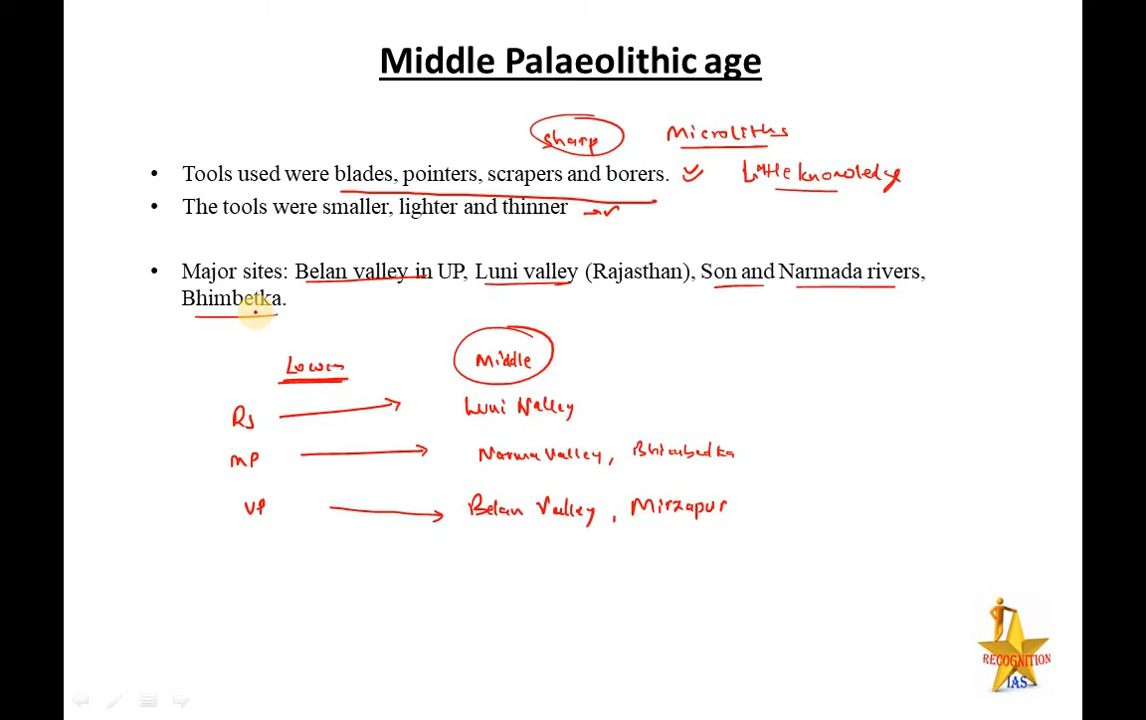 Middle Palaeolithic age
sharp Microliths
• Tools used were blades, pointers, scrapers and borers. Little knowledge
• The tools were smaller, lighter and thinner
• Major sites: Belan valley in UP, Luni valley (Rajasthan), Son and Narmada rivers,
Bhimbetka.
Lower Middle
RJ Luni Valley
MP Norma Valley, Bhimbedka
UP Belan Valley, Mirzapur
RECOGNITION
IAS